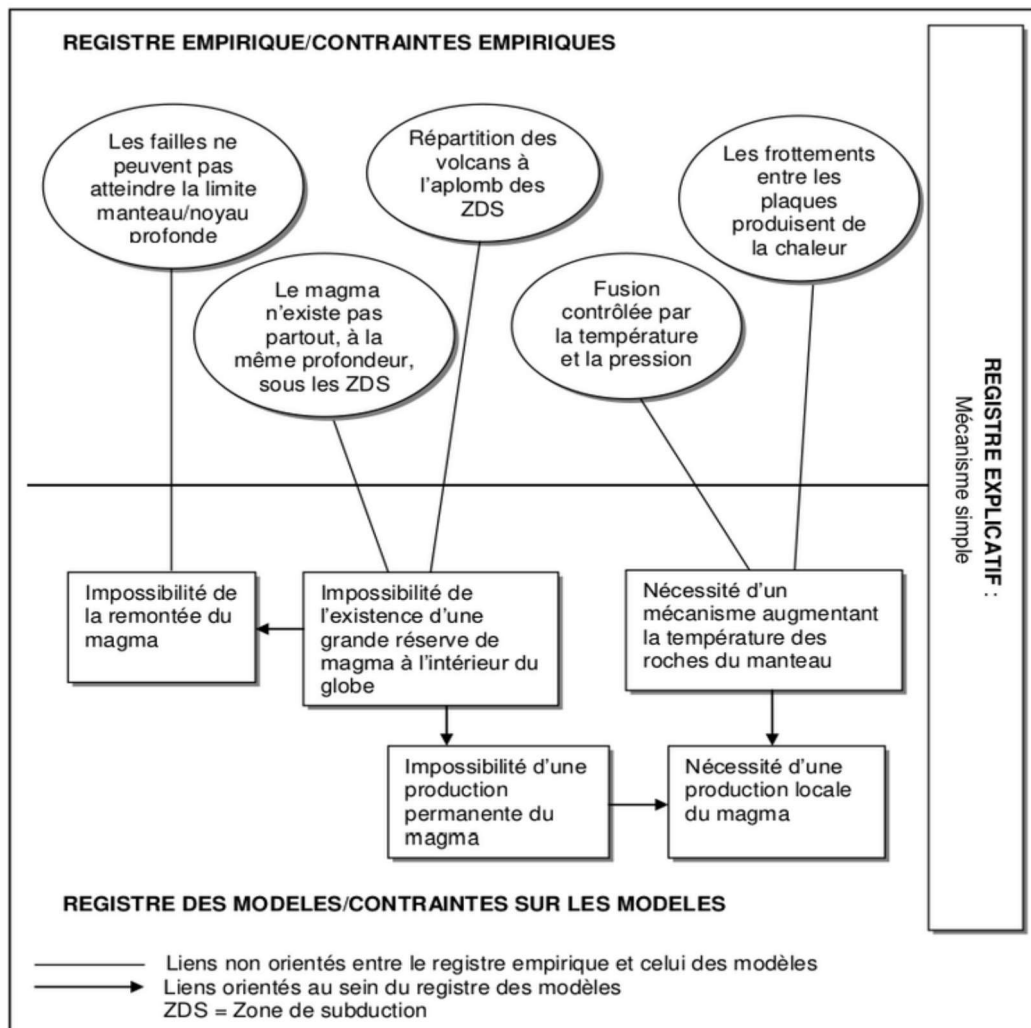 REGISTRE EMPIRIQUE/CONTRAINTES EMPIRIQUES
Les failles ne
peuvent pas
atteindre la limite
manteau/noyau
profonde
Répartition des
volcans à
l'aplomb des
ZDS
Les frottements
entre les
plaques
produisent de
la chaleur
Le magma
n'existe pas
partout, à la
même profondeur,
sous les ZDS
Fusion
contrôlée par
la température
et la pression
REGISTRE EXPLICATIF :
Mécanisme simple
Impossibilité de
la remontée du
magma
Impossibilité de
l'existence d'une
grande réserve de
magma à l'intérieur du
globe
Nécessité d'un
mécanisme augmentant
la température des
roches du manteau
Impossibilité d'une
production
permanente du
magma
Nécessité d'une
production locale
du magma
REGISTRE DES MODELES/CONTRAINTES SUR LES MODELES
Liens non orientés entre le registre empirique et celui des modèles
Liens orientés au sein du registre des modèles
ZDS = Zone de subduction